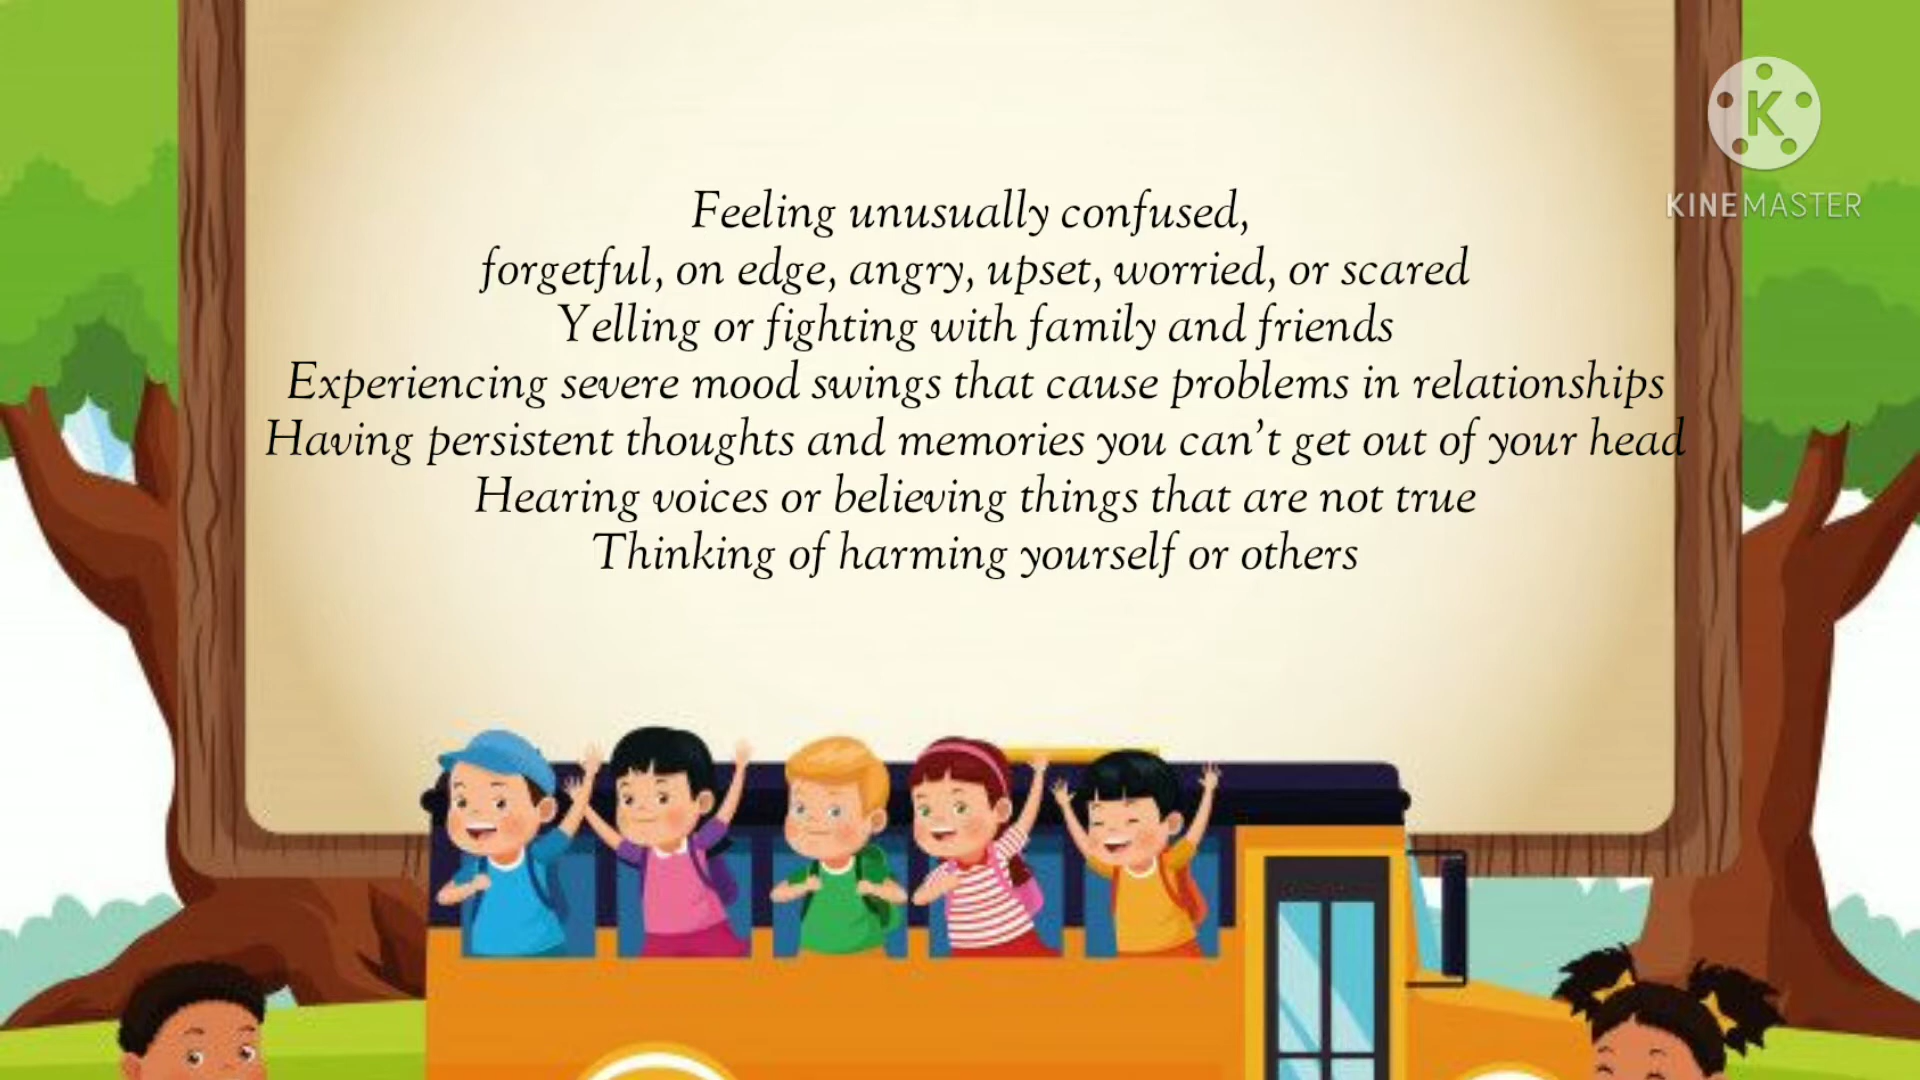 Feeling unusually confused,
forgetful, on edge, angry, upset, worried, or scared
Yelling or fighting with family and friends
Experiencing severe mood swings that cause problems in relationships
Having persistent thoughts and memories you can't get out of your head
Hearing voices or believing things that are not true
Thinking of harming yourself or others
K
KINEMASTER